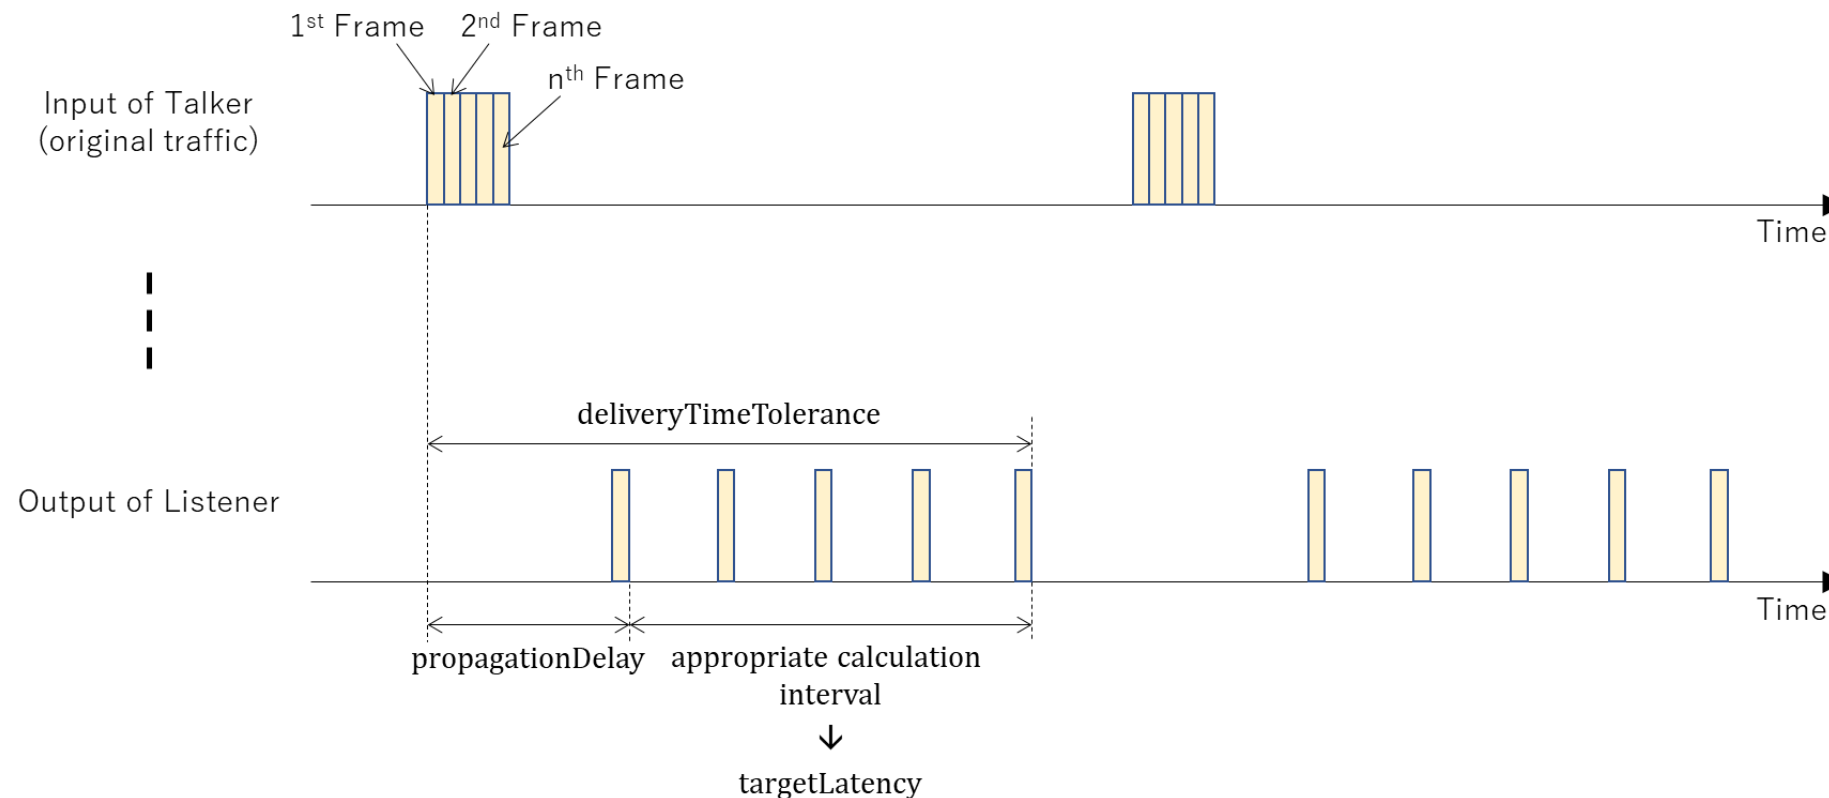 1st Frame
2nd Frame
nth Frame
Input of Talker
(original traffic)
Time
deliveryTimeTolerance
Output of Listener
Time
propagationDelay
appropriate calculation
interval
↓
targetLatency